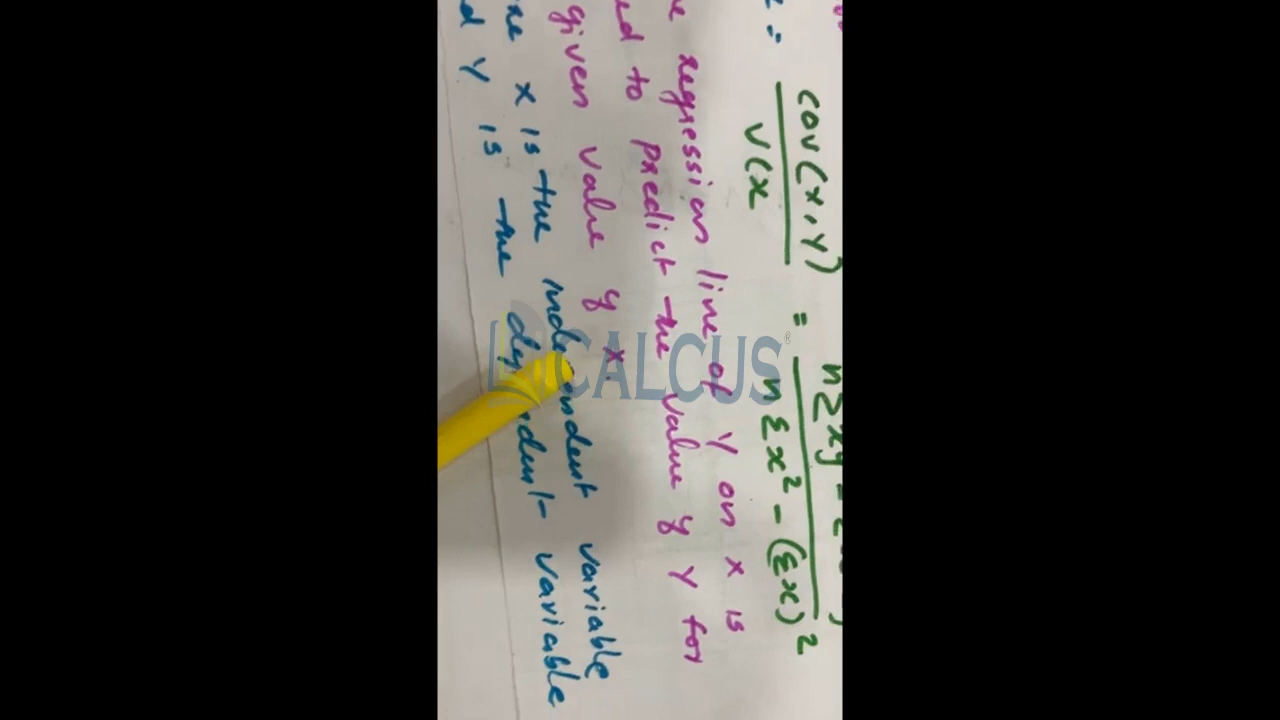 cov(x,y) = nΣxy -
v(x nΣx² - (Σx)²
regression line of Y on x is
to predict the value of Y for
given value of x.
x is the independent variable
Y is the dependent variable
CALCUS